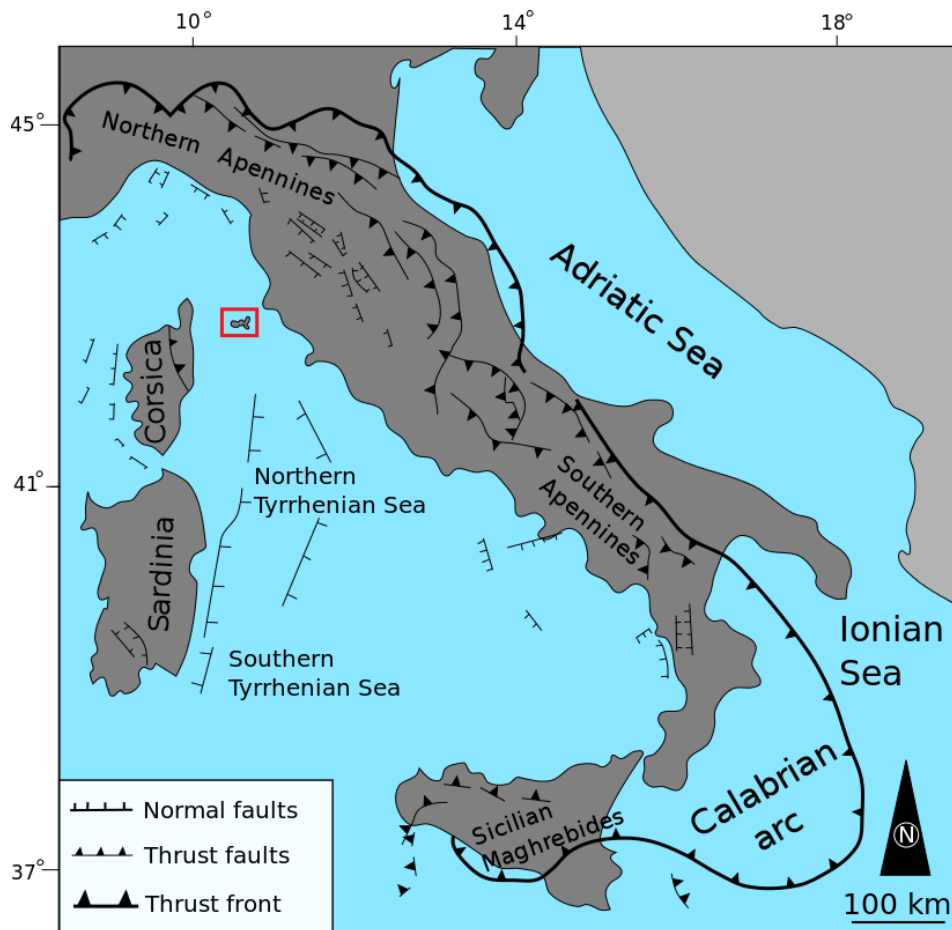 10°
14°
18°
45°
Northern Apennines
Adriatic Sea
Corsica
41°
Northern
Tyrrhenian Sea
Southern
Apennines
Sardinia
Ionian
Sea
Southern
Tyrrhenian Sea
Calabrian
arc
Sicilian
Maghrebides
37°
Normal faults
Thrust faults
Thrust front
N
100 km